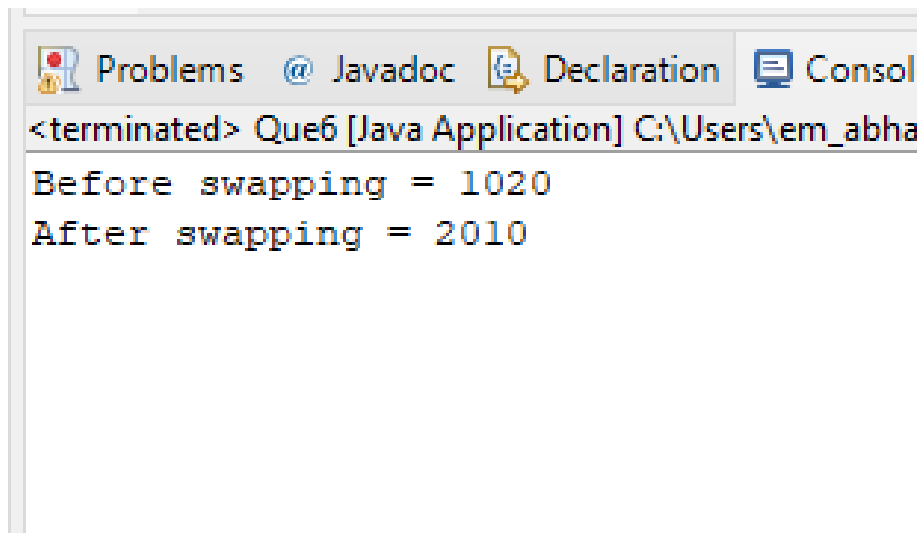 Problems @ Javadoc Declaration Consol
<terminated> Que6 [Java Application] C:\Users\em_abha
Before swapping = 1020
After swapping = 2010